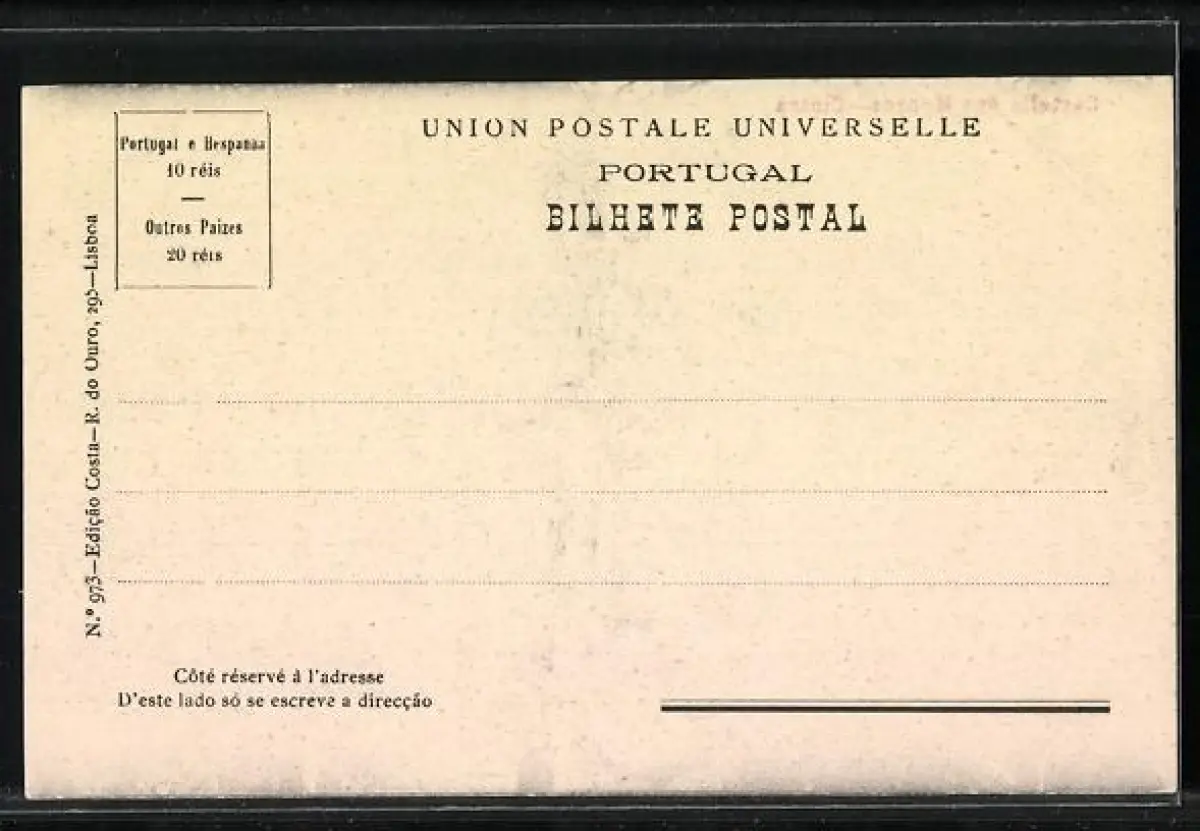 Portugal e Hespanha
10 réis
Outros Paizes
20 réis
UNION POSTALE UNIVERSELLE
PORTUGAL
BILHETE POSTAL
N.º 973—Edição Costa—R. do Ouro, 295—Lisboa
Côté réservé à l'adresse
D'este lado só se escreve a direcção